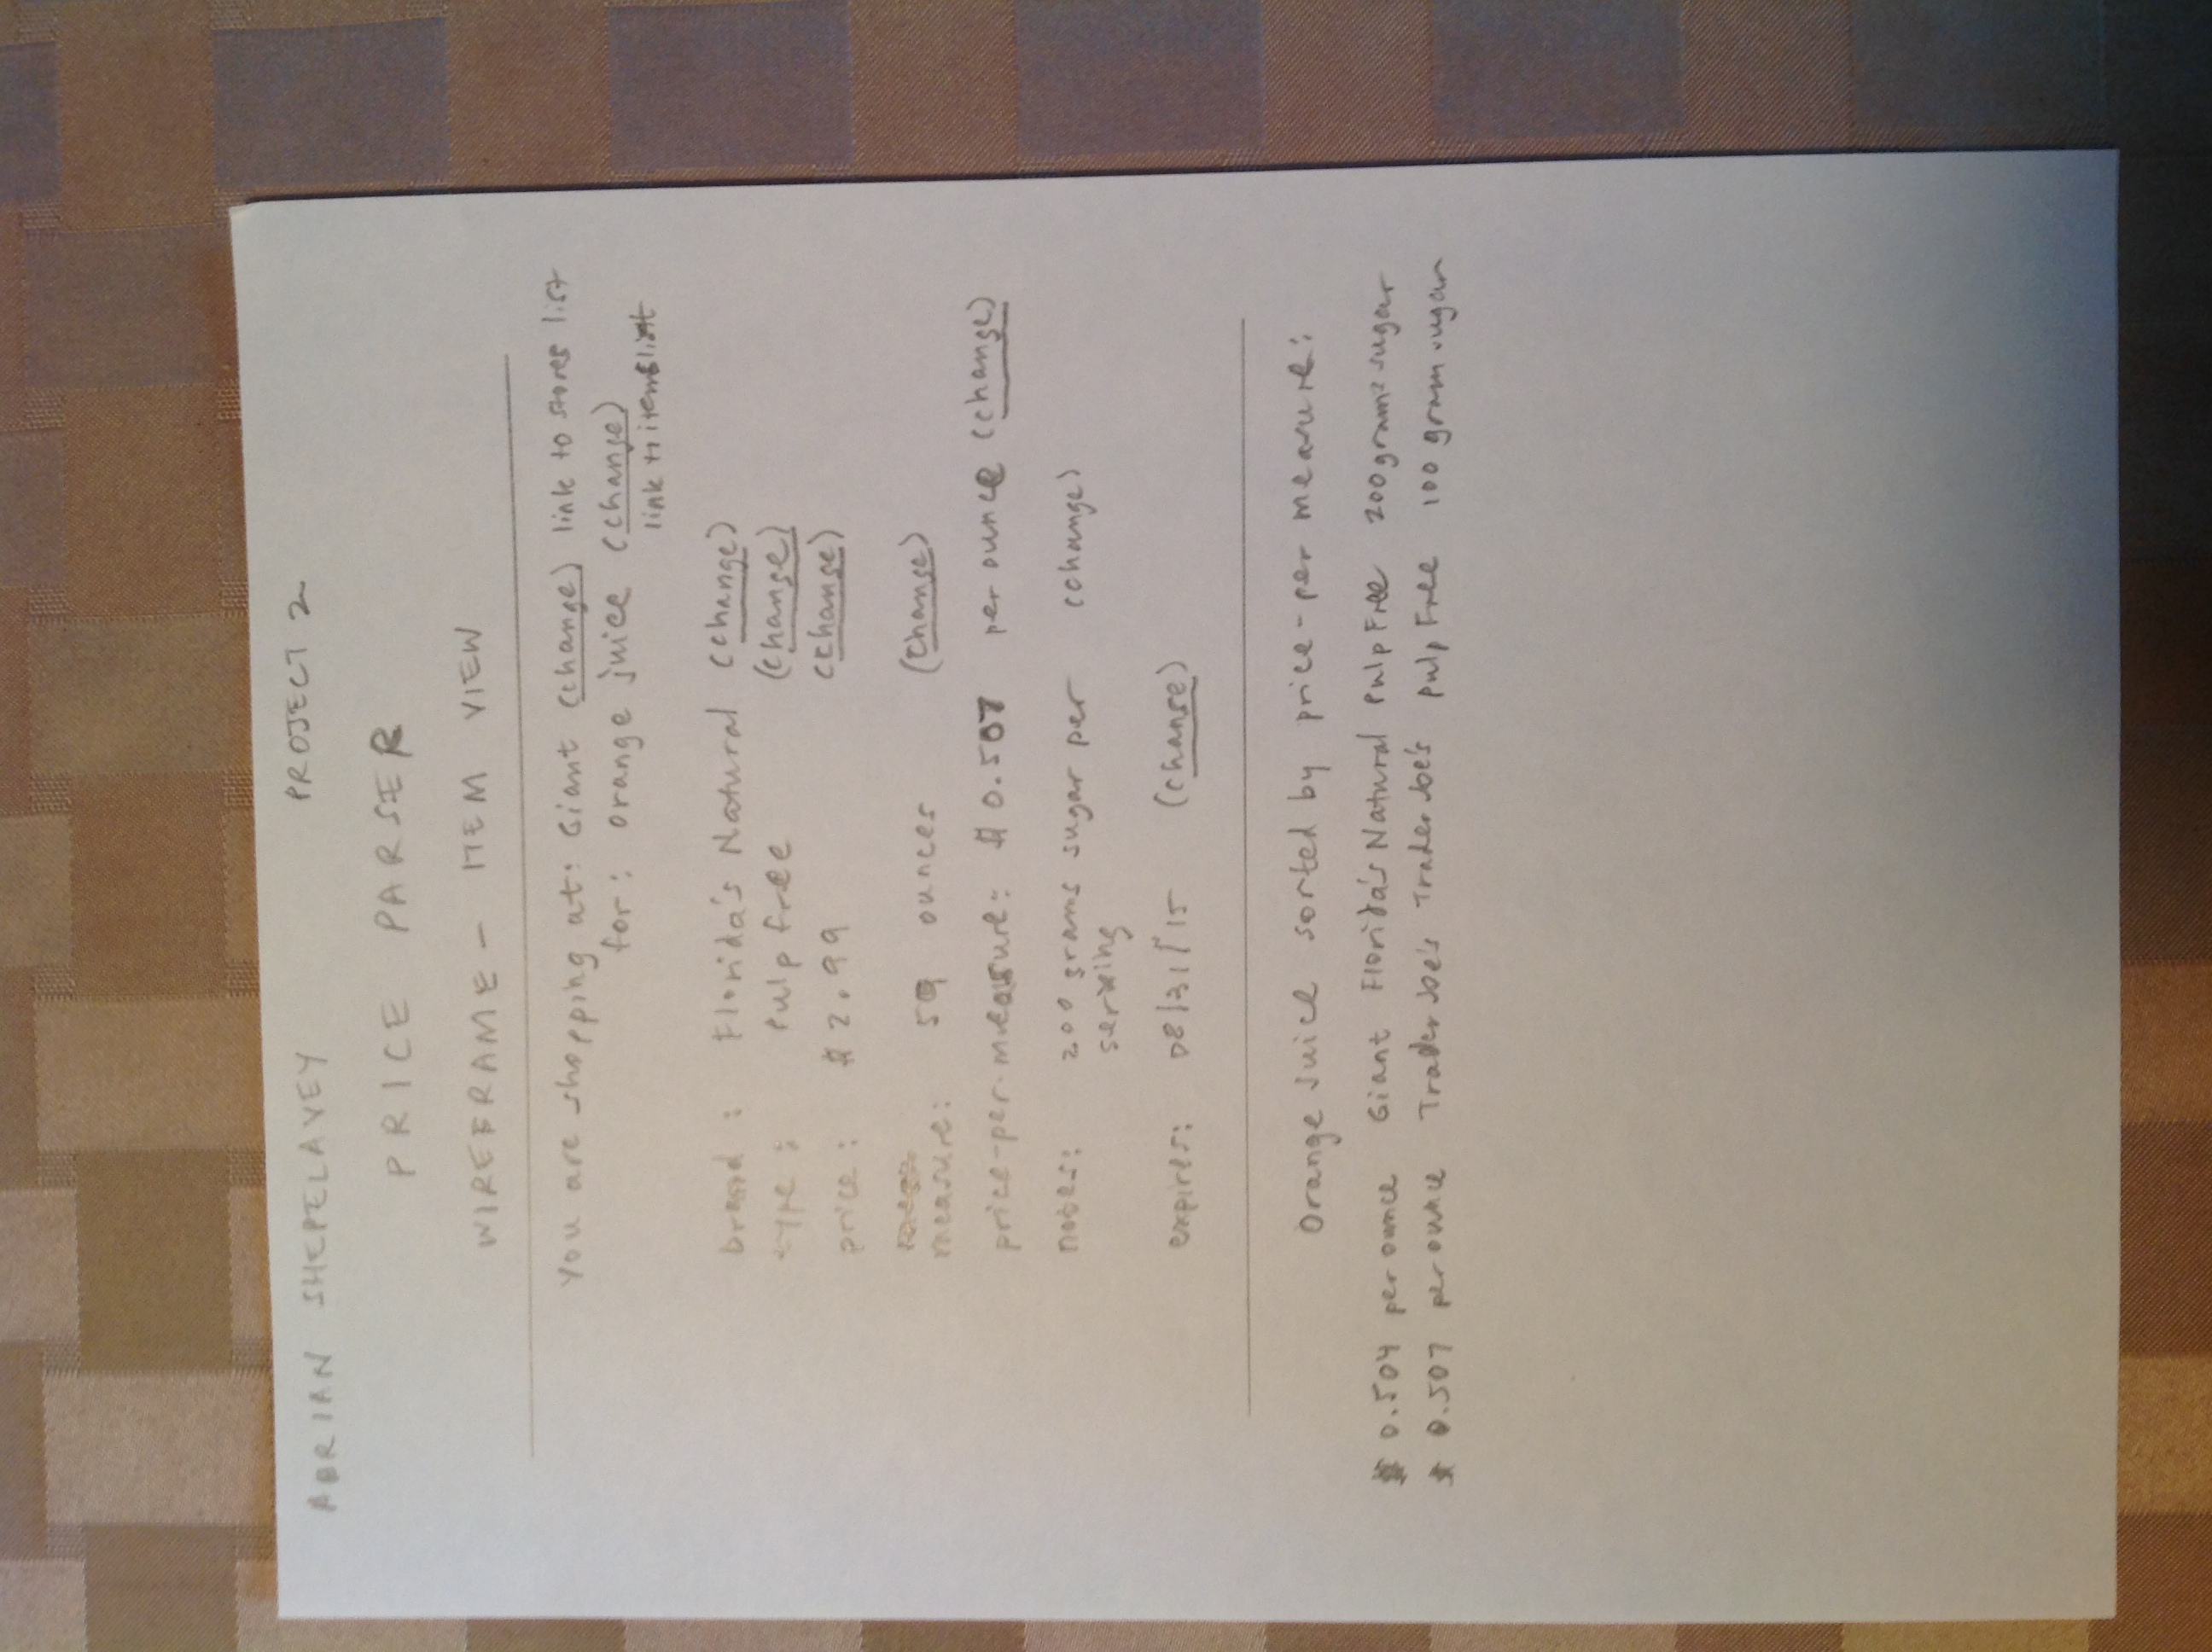 ADRIAN SHEPELAVEY PROJECT 2
PRICE PARSER
WIREFRAME - ITEM VIEW
You are shopping at: Giant (change) link to stores list
for: orange juice (change)
link to items list
brand: Florida's Natural (change)
type: Pulp free (change)
price: $2.99 (change)
measure: 59 ounces (change)
price-per-measure: $0.507 per ounce (change)
notes: 200 grams sugar per (change)
serving
expires: 08/31/15 (change)
Orange Juice sorted by price-per measure:
$ 0.504 per ounce Giant Florida's Natural Pulp Free 200 grams sugar
$ 0.507 per ounce Trader Joe's Trader Joe's Pulp Free 100 gram sugar